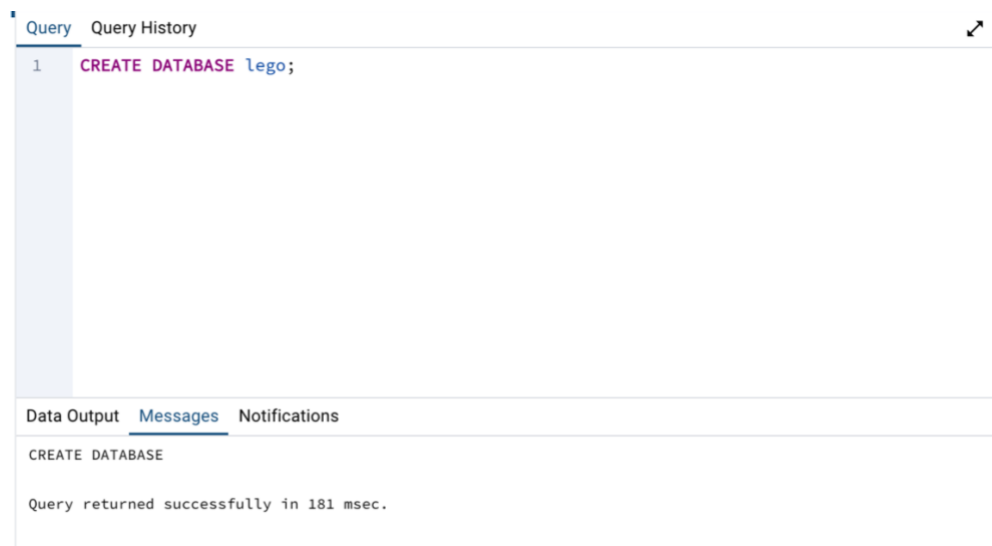 Query Query History
1 CREATE DATABASE lego;
Data Output Messages Notifications
CREATE DATABASE
Query returned successfully in 181 msec.